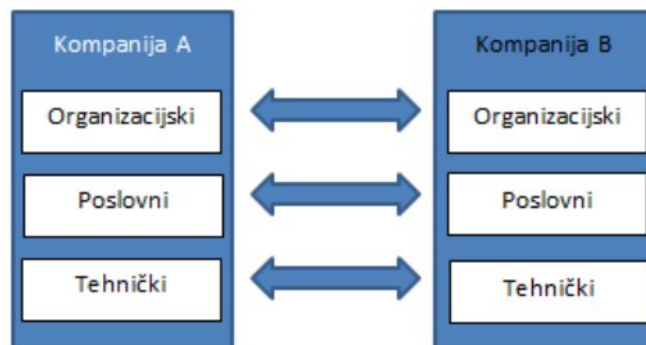 Kompanija A
Organizacijski
Poslovni
Tehnički
Kompanija B
Organizacijski
Poslovni
Tehnički